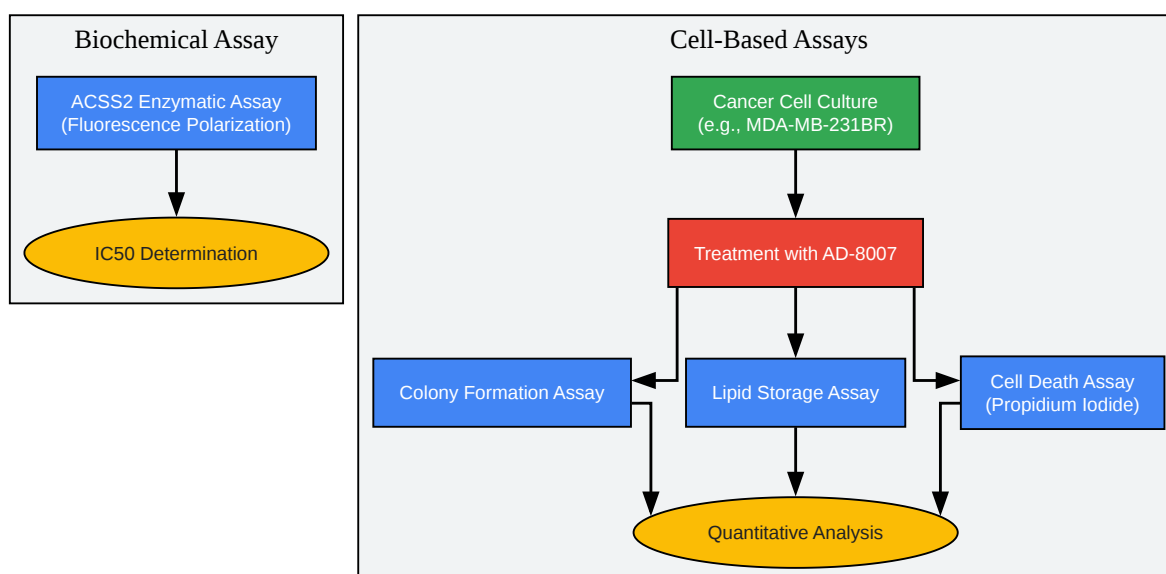 Biochemical Assay
ACSS2 Enzymatic Assay
(Fluorescence Polarization)
IC50 Determination
Cell-Based Assays
Cancer Cell Culture
(e.g., MDA-MB-231BR)
Treatment with AD-8007
Colony Formation Assay
Lipid Storage Assay
Cell Death Assay
(Propidium Iodide)
Quantitative Analysis